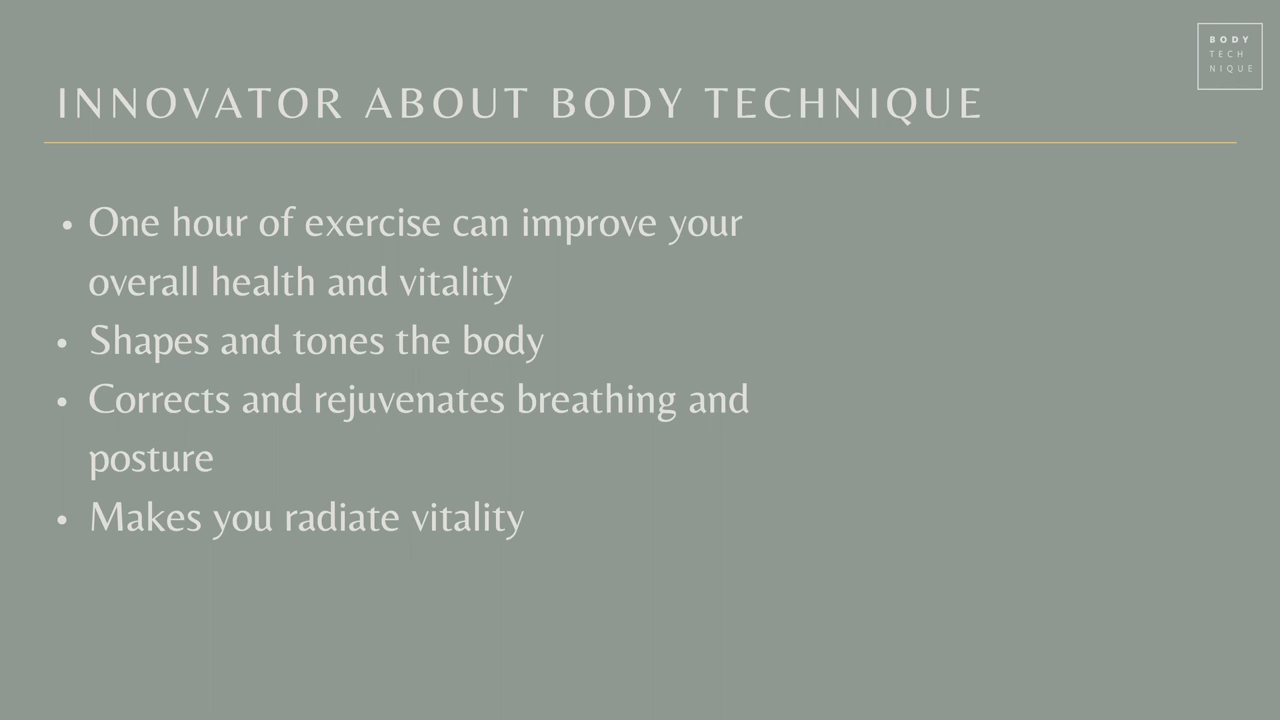 BODY
TECH
NIQUE
INNOVATOR ABOUT BODY TECHNIQUE
• One hour of exercise can improve your
overall health and vitality
• Shapes and tones the body
• Corrects and rejuvenates breathing and
posture
• Makes you radiate vitality